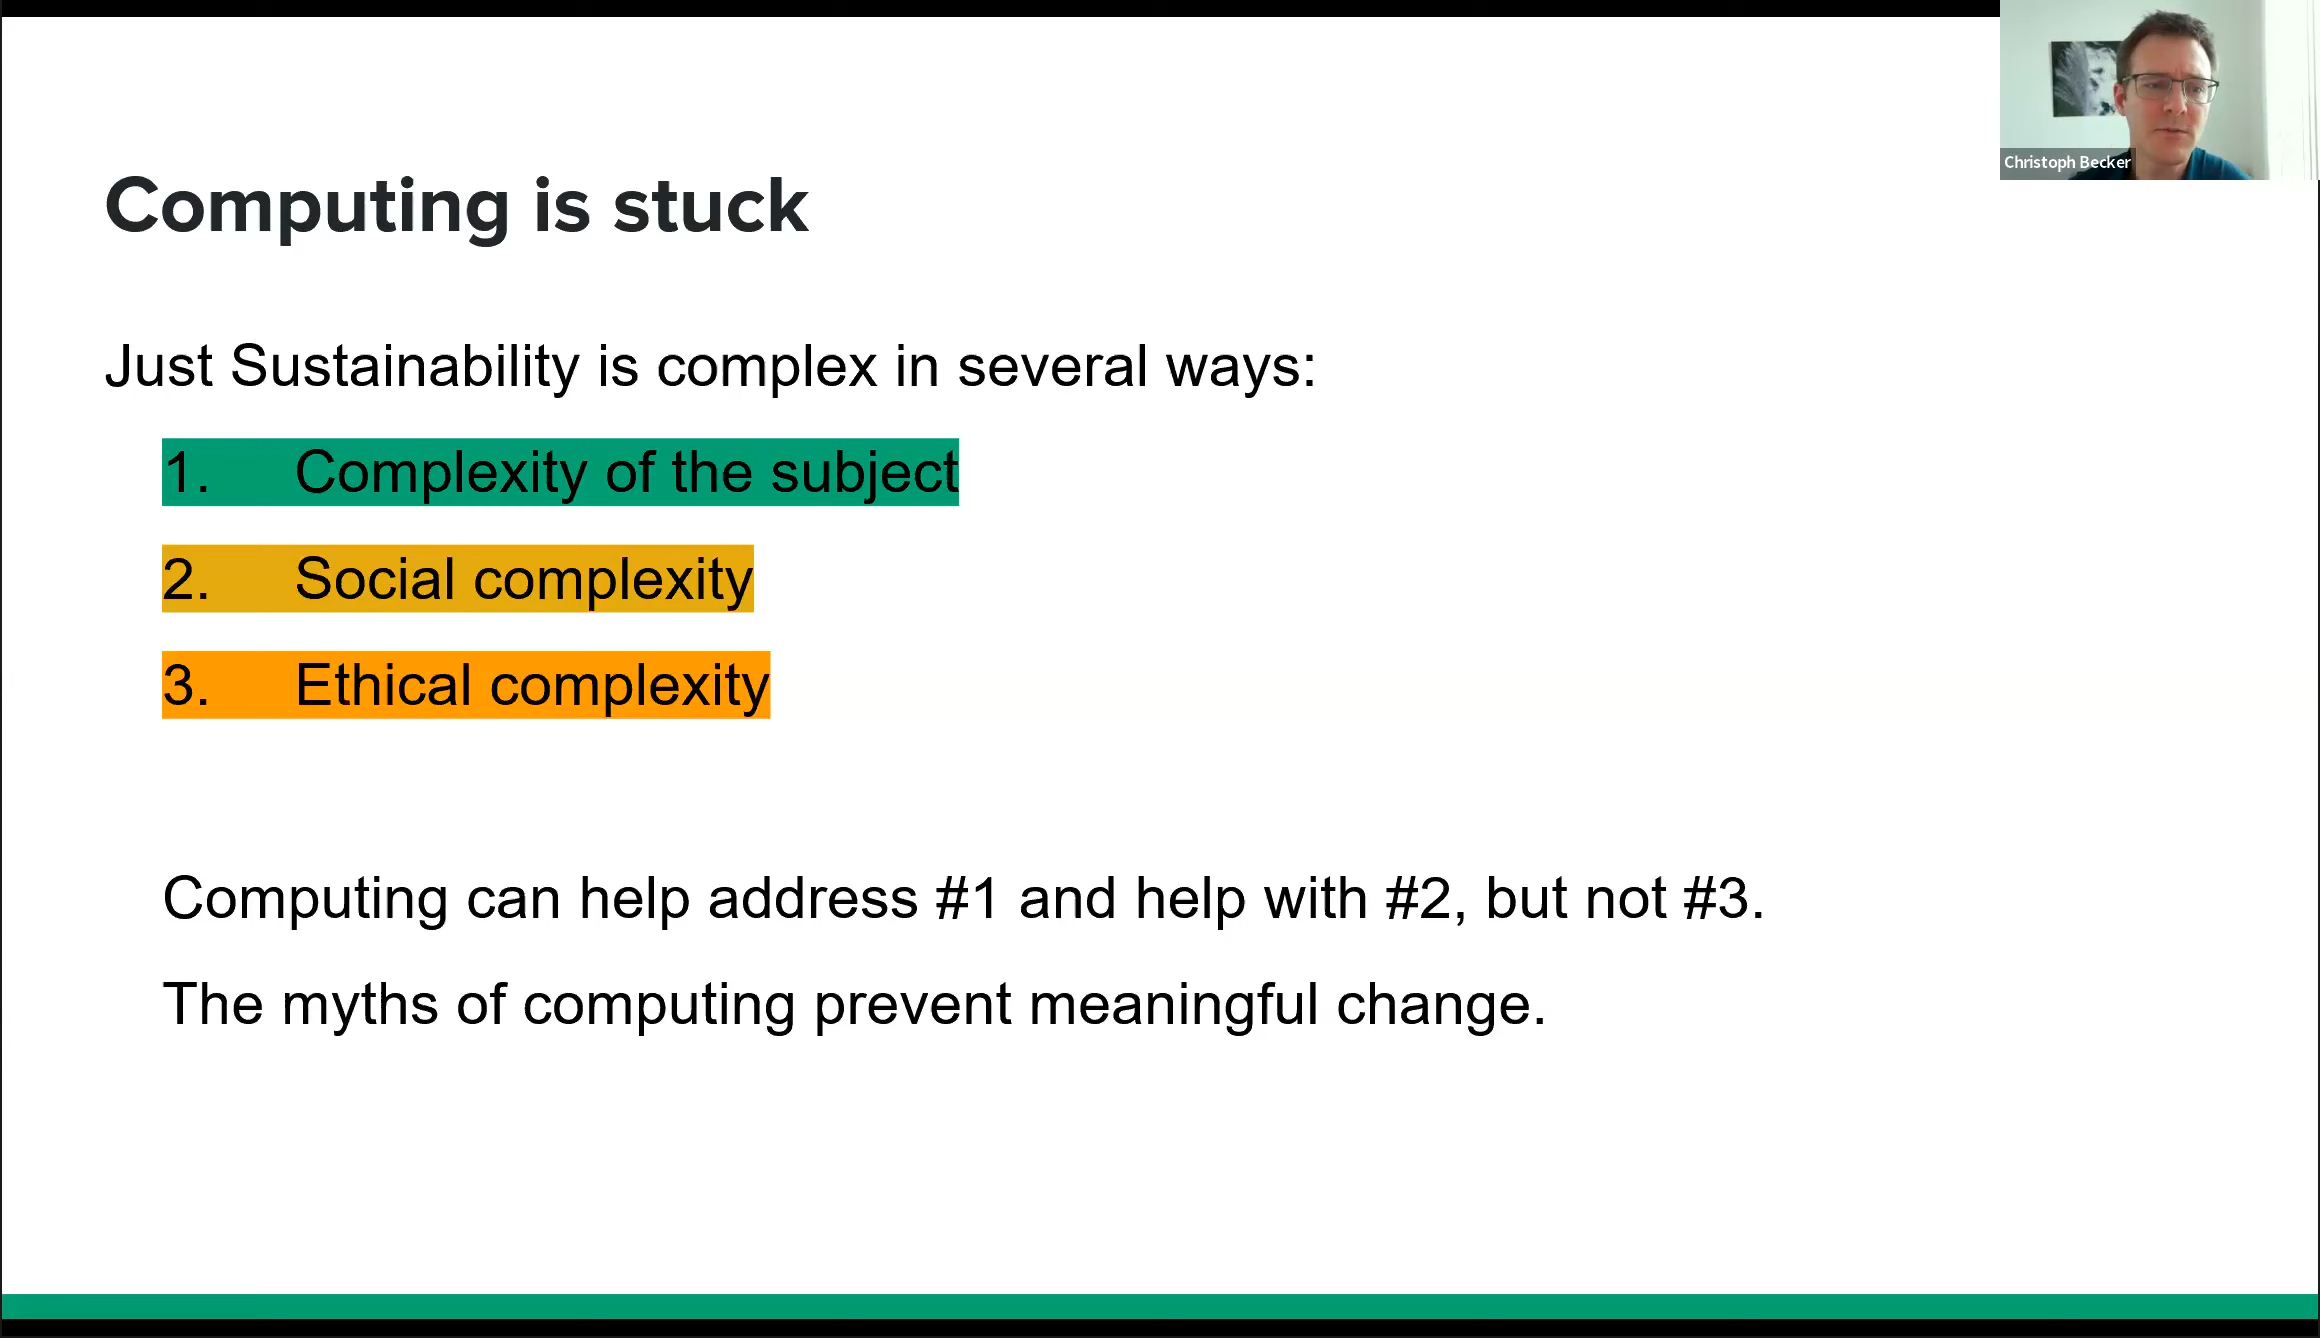 Computing is stuck
Christoph Becker
Just Sustainability is complex in several ways:
1. Complexity of the subject
2. Social complexity
3. Ethical complexity
Computing can help address #1 and help with #2, but not #3.
The myths of computing prevent meaningful change.